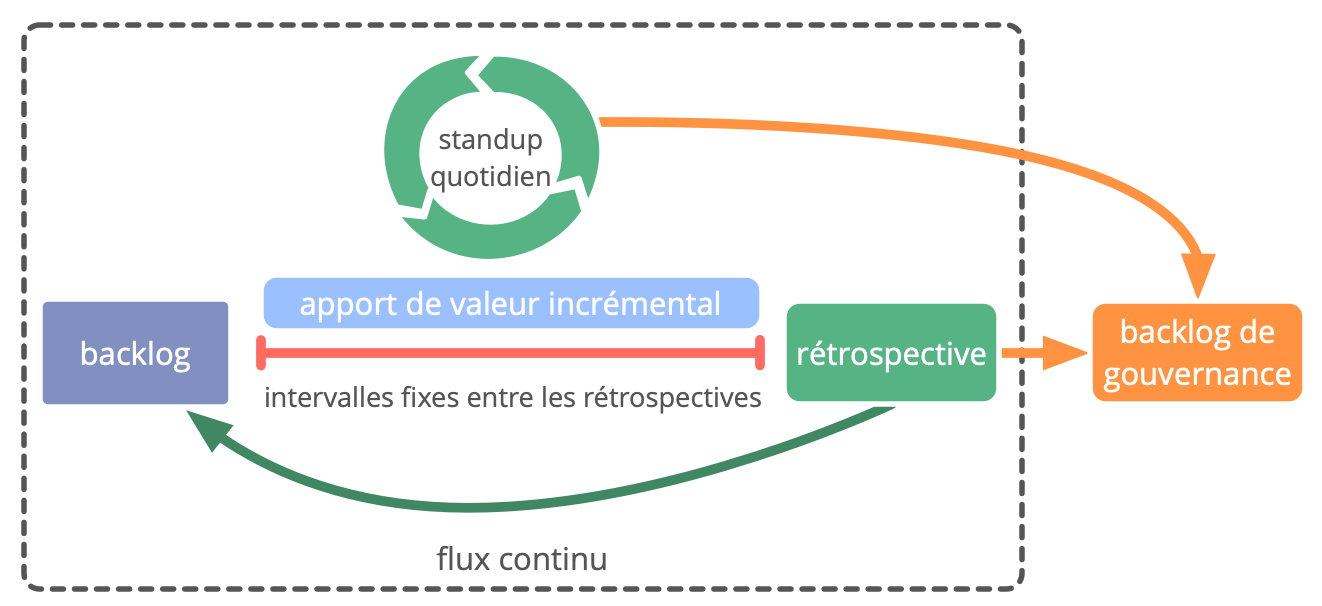 standup
quotidien
apport de valeur incrémental
backlog
rétrospective
backlog de
gouvernance
intervalles fixes entre les rétrospectives
flux continu